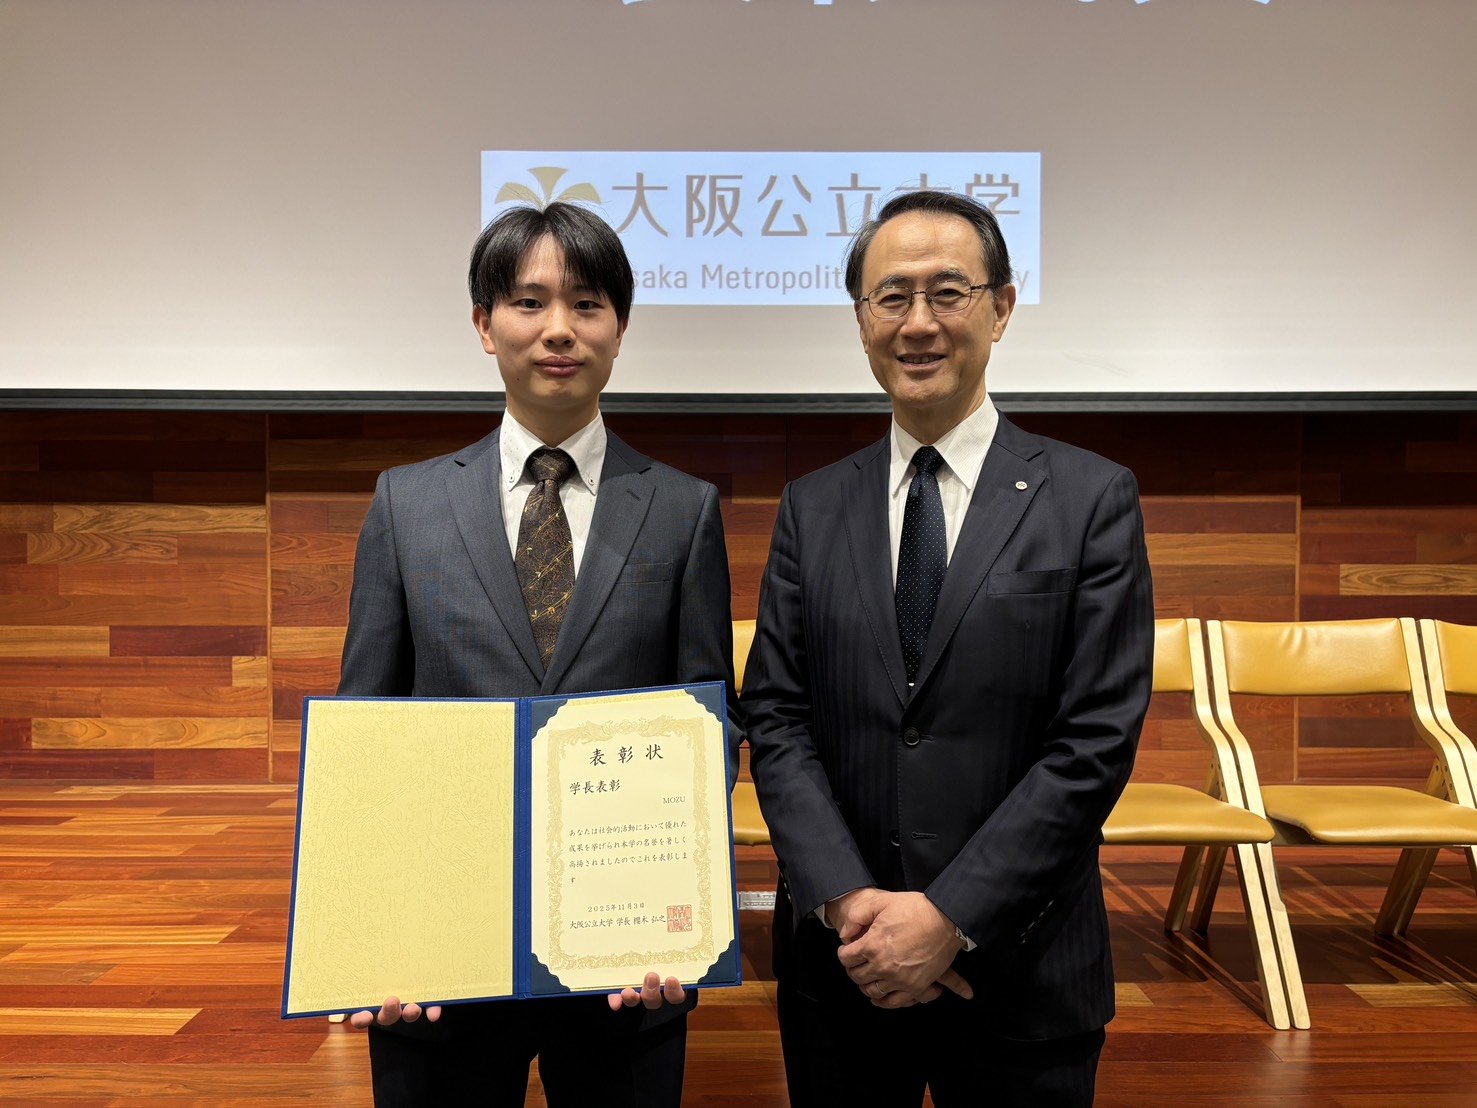 大阪公立大学
saka Metropolit
表彰状
学長表彰
MOZU
あなたは社会的活動において優れた
成果を挙げられ本学の名誉を著しく
高揚されましたのでこれを表彰しま
す
2025年11月3日
大阪公立大学 学長 櫻木 弘之